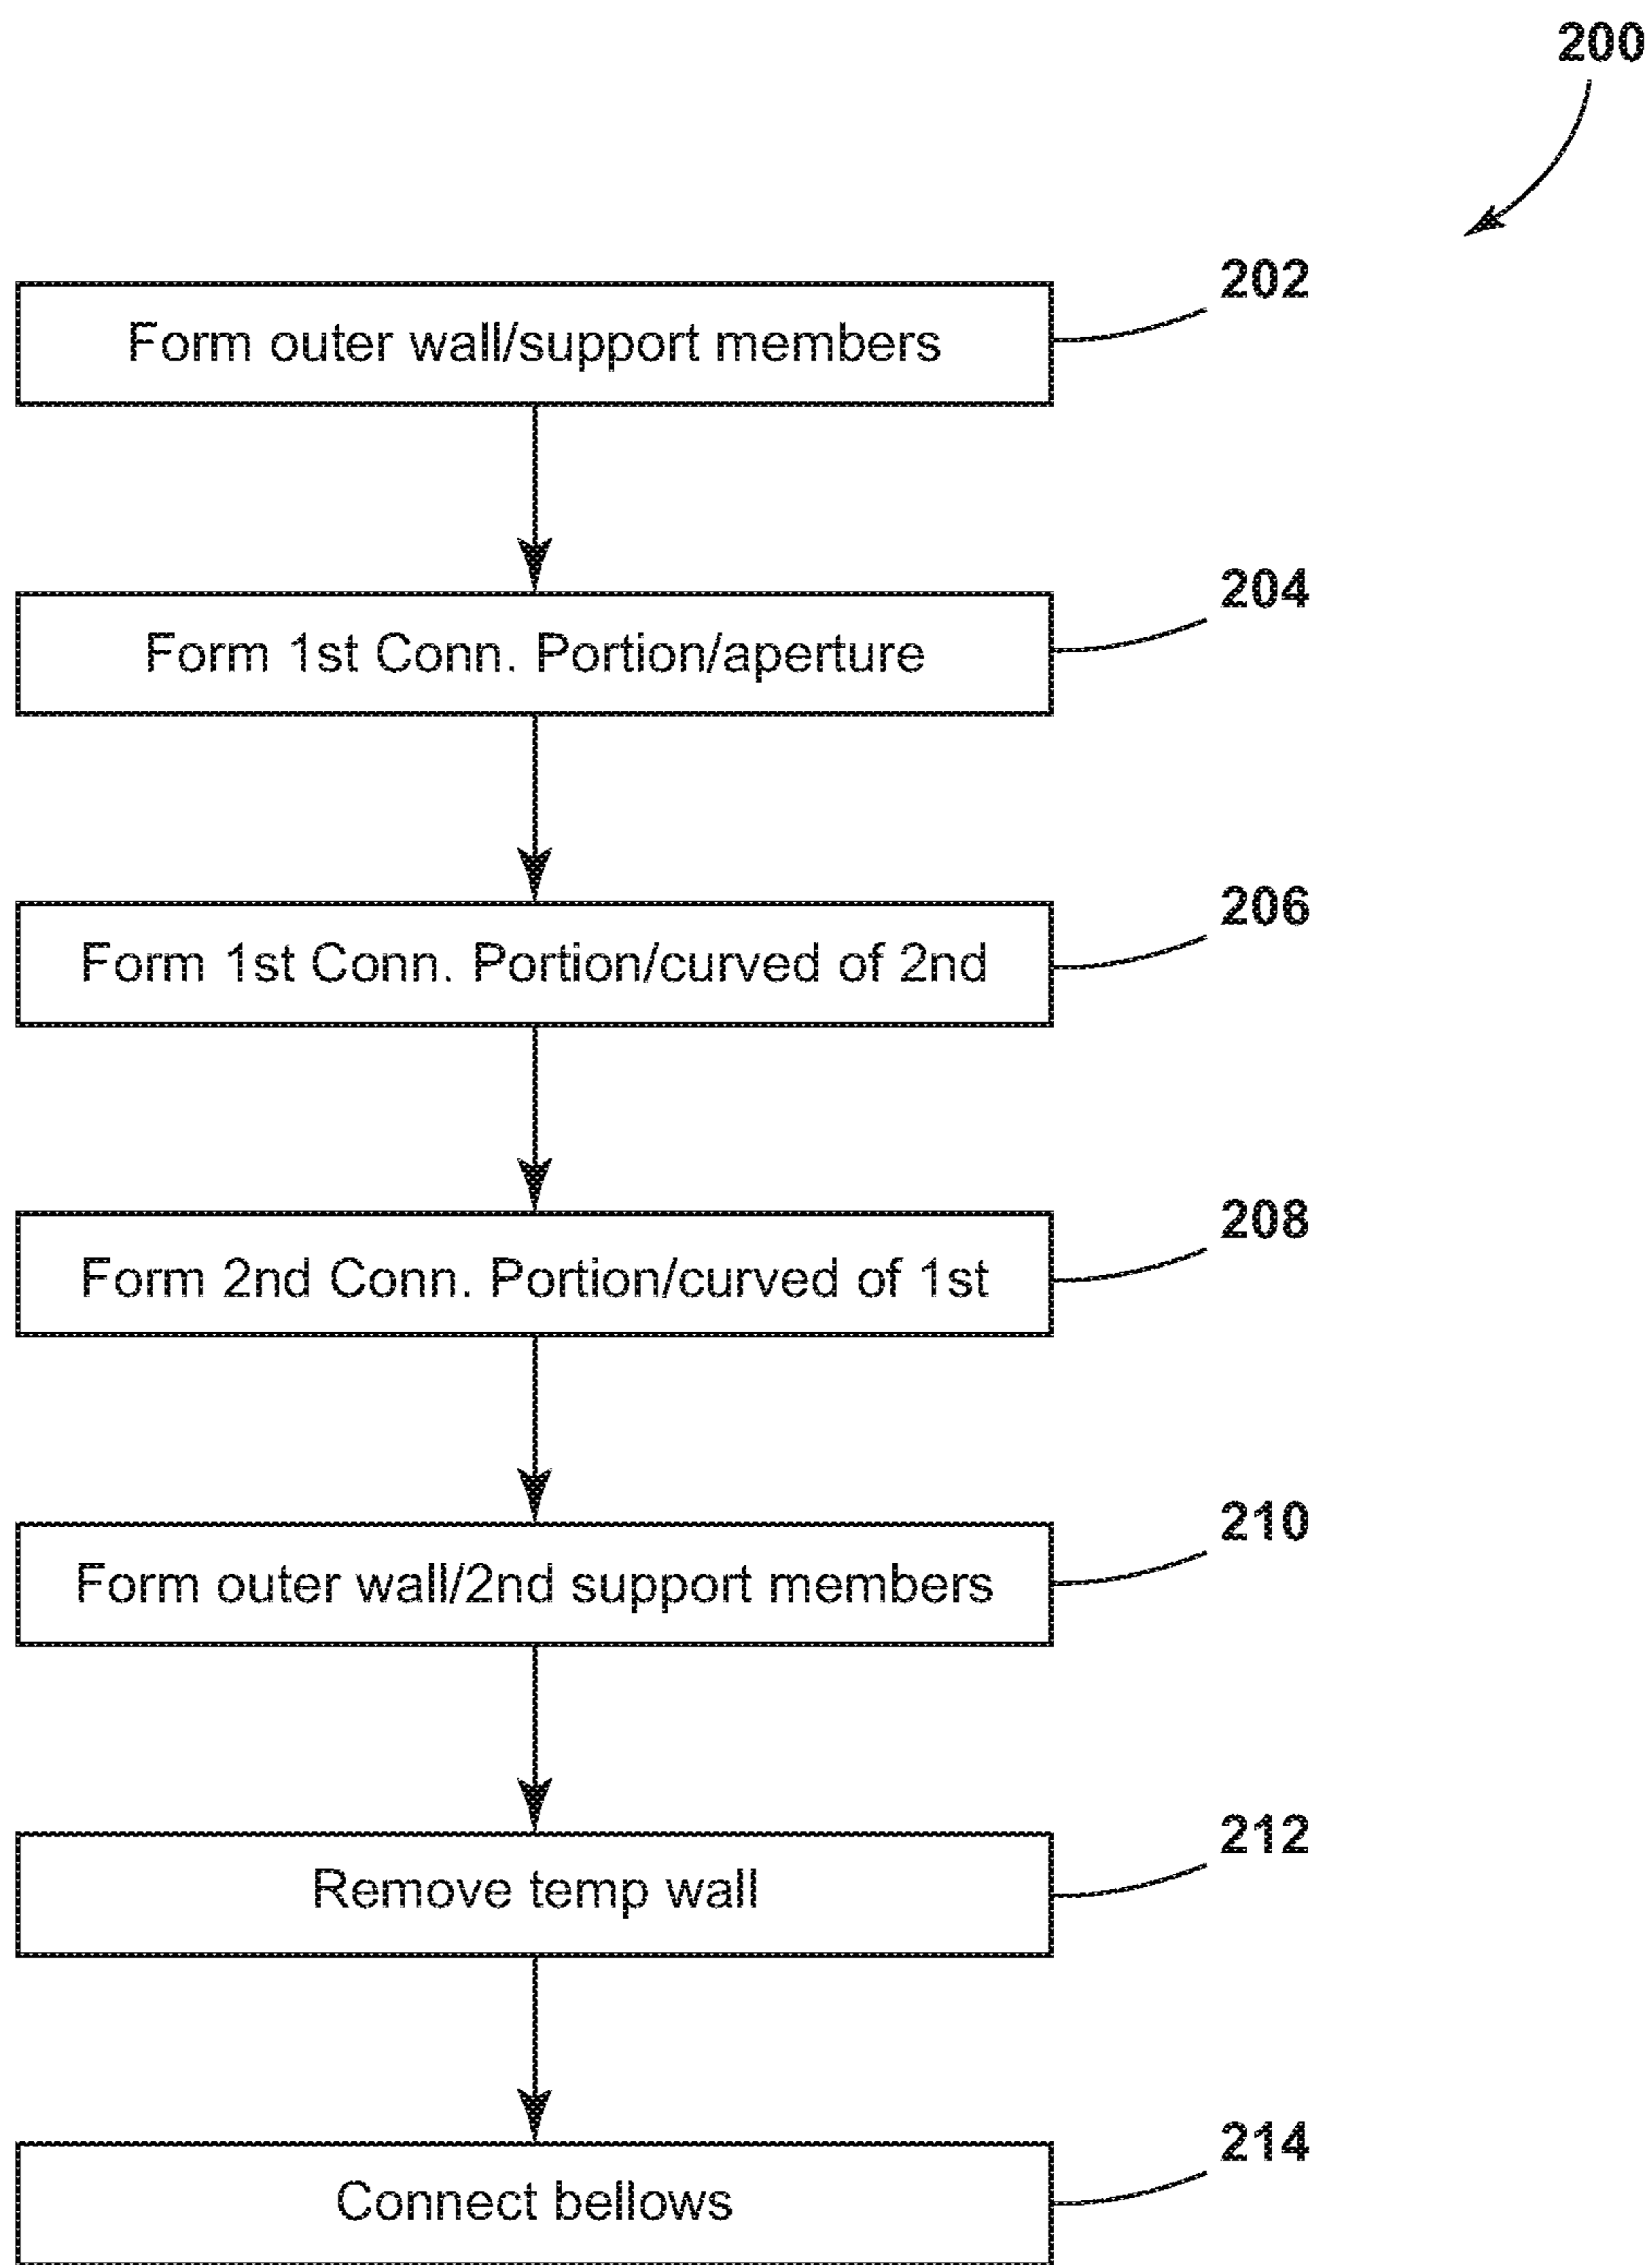 200
202
Form outer wall/support members
204
Form 1st Conn. Portion/aperture
206
Form 1st Conn. Portion/curved of 2nd
208
Form 2nd Conn. Portion/curved of 1st
210
Form outer wall/2nd support members
212
Remove temp wall
214
Connect bellows